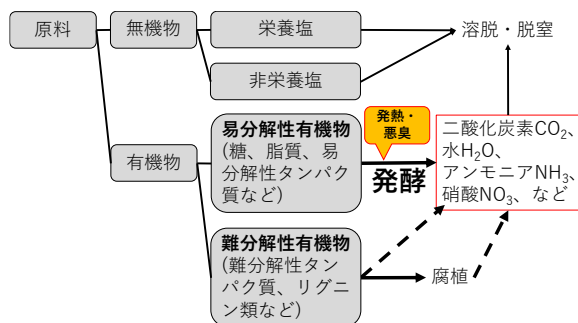 原料
無機物
栄養塩
溶脱・脱窒
非栄養塩
発熱・
悪臭
易分解性有機物
(糖、脂質、易
分解性タンパク
質など)
有機物
発酵
二酸化炭素CO₂、
水H₂O、
アンモニアNH₃、
硝酸NO₃、など
難分解性有機物
(難分解性タン
パク質、リグニ
ン類など)
腐植